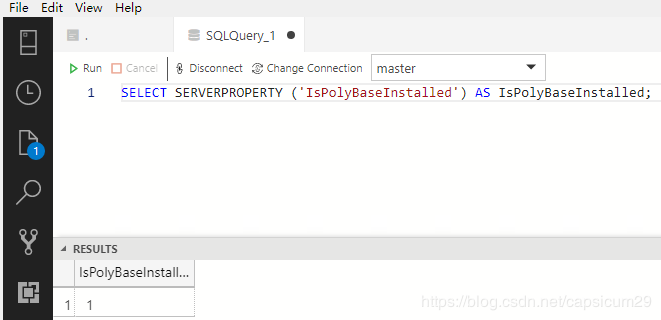 File Edit View Help
. SQLQuery_1
Run Cancel Disconnect Change Connection master
1 SELECT SERVERPROPERTY ('IsPolyBaseInstalled') AS IsPolyBaseInstalled;
1
RESULTS
IsPolyBaseInstall...
1 1
https://blog.csdn.net/capsicum29